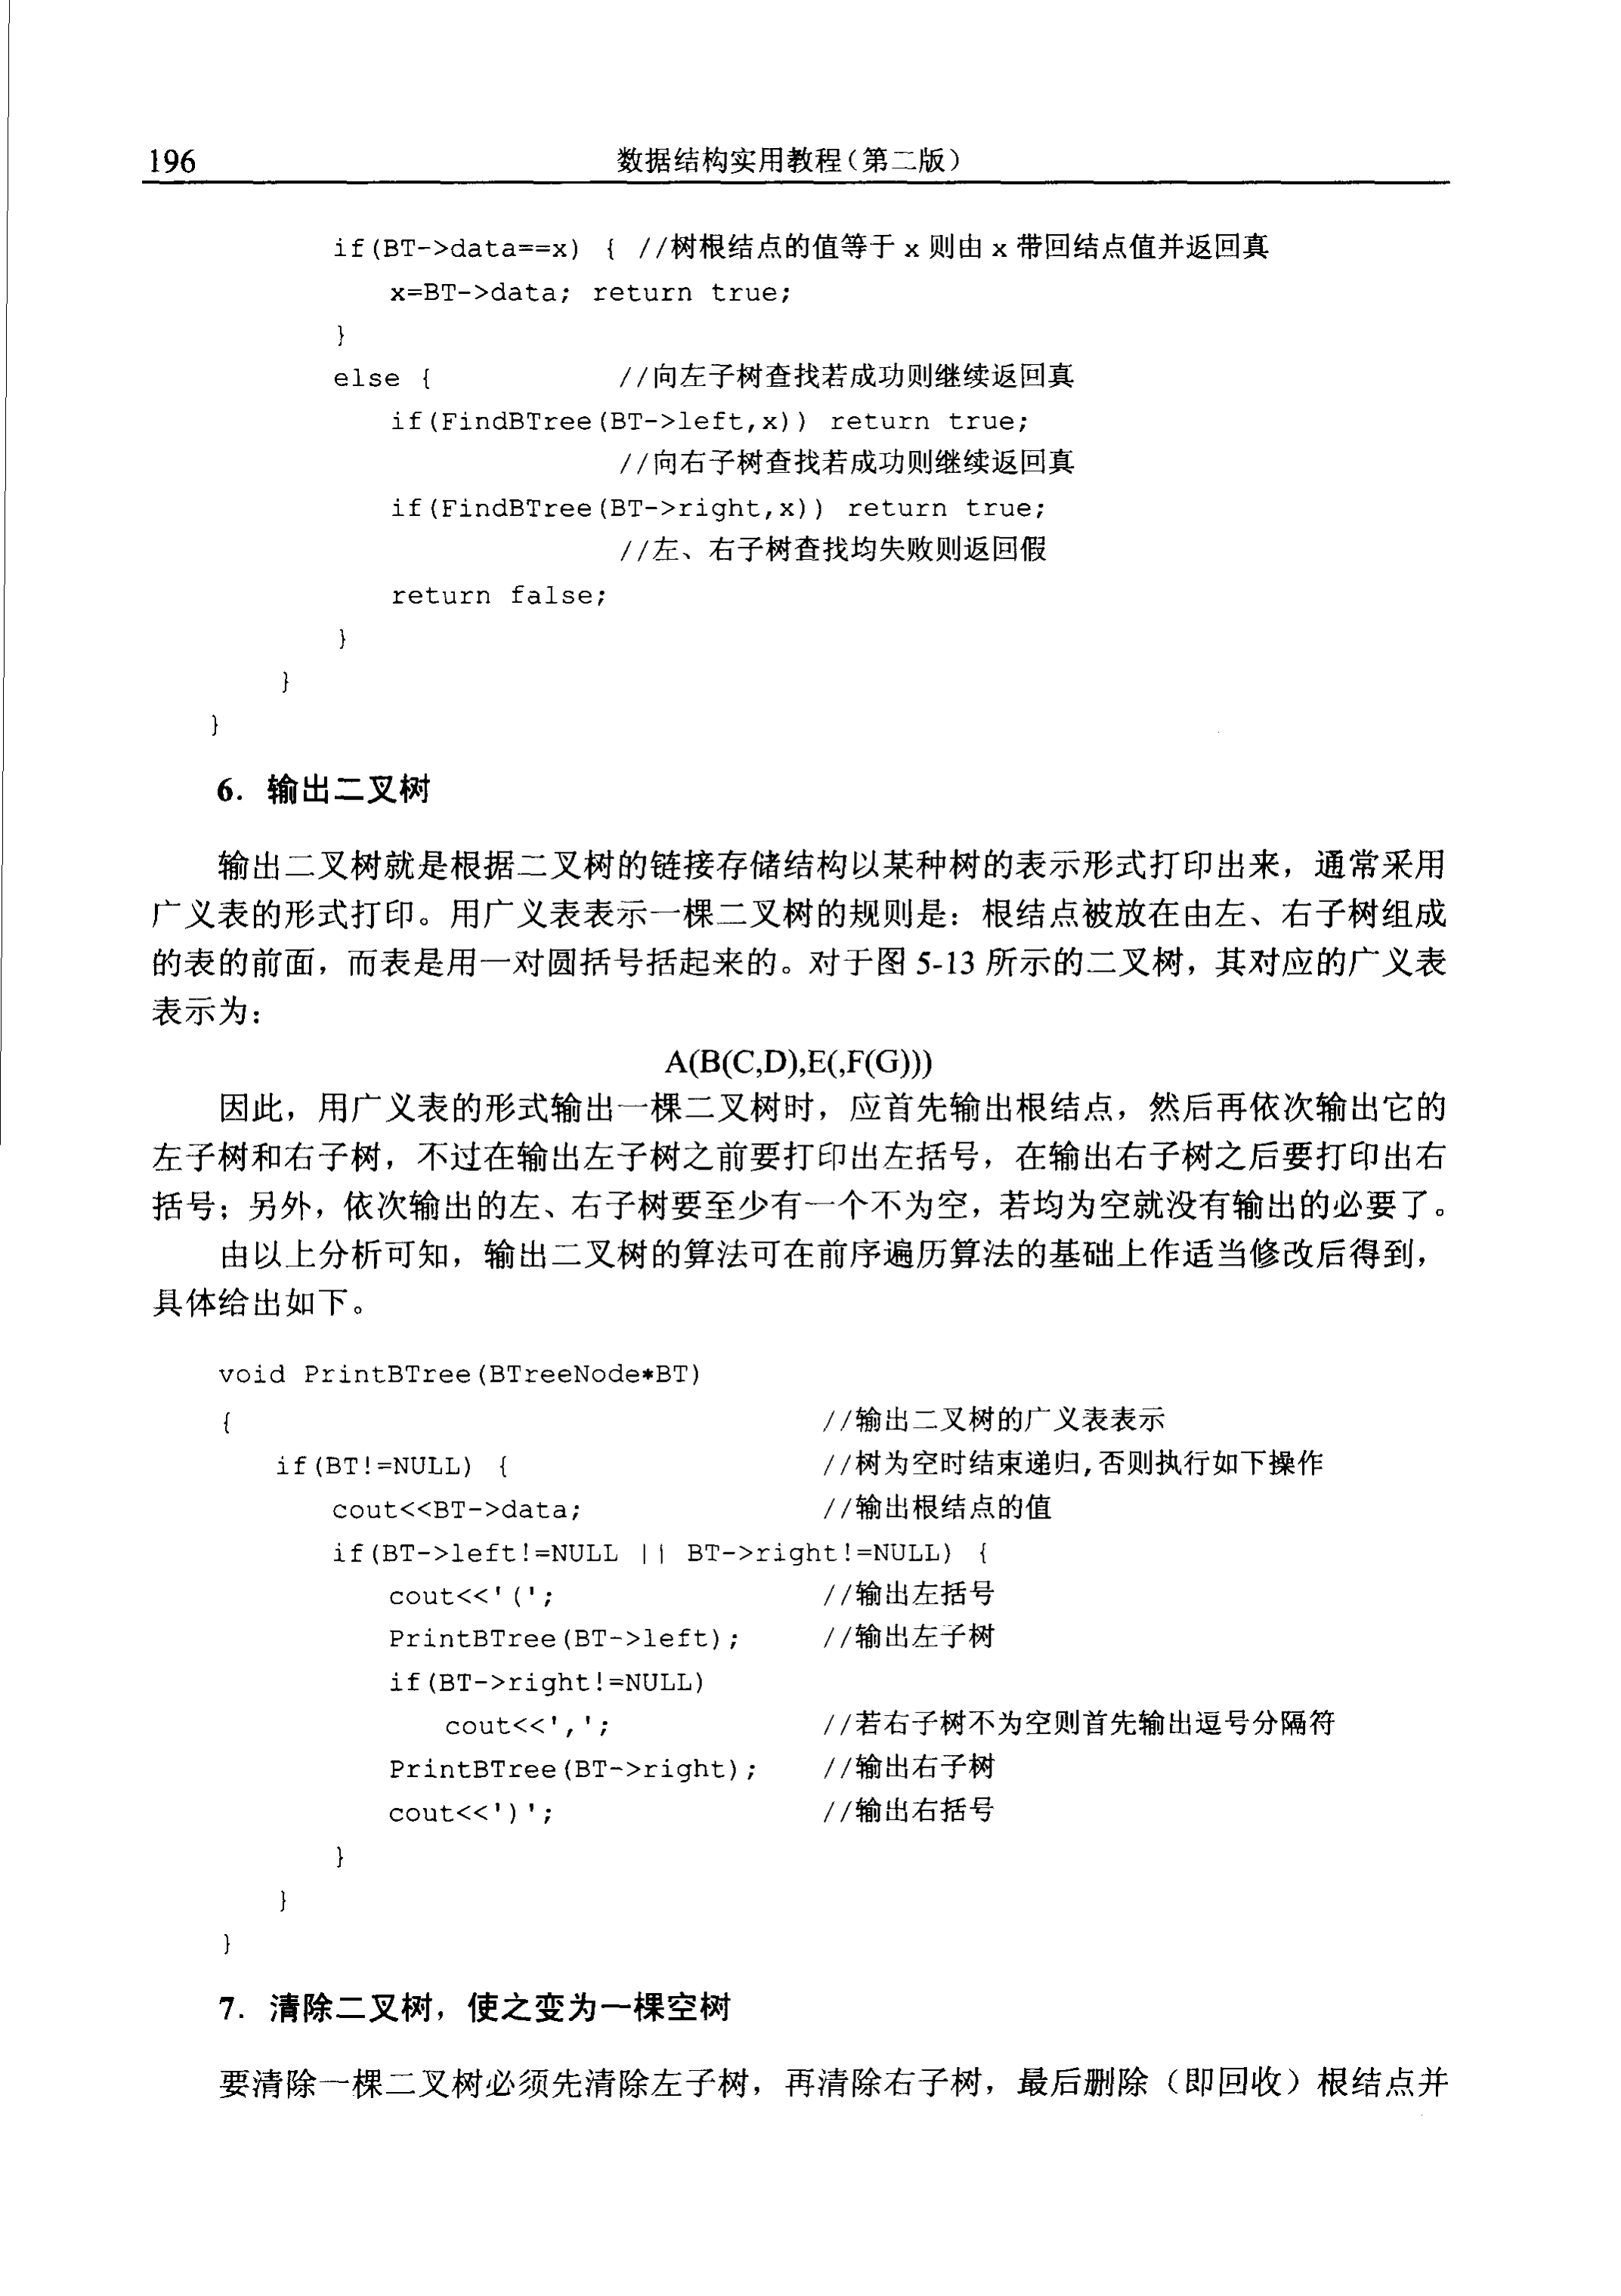 196 数据结构实用教程(第二版)
if(BT->data==x) { //树根结点的值等于 x 则由 x 带回结点值并返回真
x=BT->data; return true;
}
else { //向左子树查找若成功则继续返回真
if(FindBTree(BT->left,x)) return true;
//向右子树查找若成功则继续返回真
if(FindBTree(BT->right,x)) return true;
//左、右子树查找均失败则返回假
return false;
}
}
}
6. 输出二叉树
输出二叉树就是根据二叉树的链接存储结构以某种树的表示形式打印出来，通常采用
广义表的形式打印。用广义表表示一棵二叉树的规则是：根结点被放在由左、右子树组成
的表的前面，而表是用一对圆括号括起来的。对于图 5-13 所示的二叉树，其对应的广义表
表示为：
A(B(C,D),E(,F(G)))
因此，用广义表的形式输出一棵二叉树时，应首先输出根结点，然后再依次输出它的
左子树和右子树，不过在输出左子树之前要打印出左括号，在输出右子树之后要打印出右
括号；另外，依次输出的左、右子树要至少有一个不为空，若均为空就没有输出的必要了。
由以上分析可知，输出二叉树的算法可在前序遍历算法的基础上作适当修改后得到，
具体给出如下。
void PrintBTree(BTreeNode*BT)
{ //输出二叉树的广义表表示
if(BT!=NULL) { //树为空时结束递归,否则执行如下操作
cout<<BT->data; //输出根结点的值
if(BT->left!=NULL || BT->right!=NULL) {
cout<<'('; //输出左括号
PrintBTree(BT->left); //输出左子树
if(BT->right!=NULL)
cout<<','; //若右子树不为空则首先输出逗号分隔符
PrintBTree(BT->right); //输出右子树
cout<<')'; //输出右括号
}
}
}
7. 清除二叉树，使之变为一棵空树
要清除一棵二叉树必须先清除左子树，再清除右子树，最后删除（即回收）根结点并